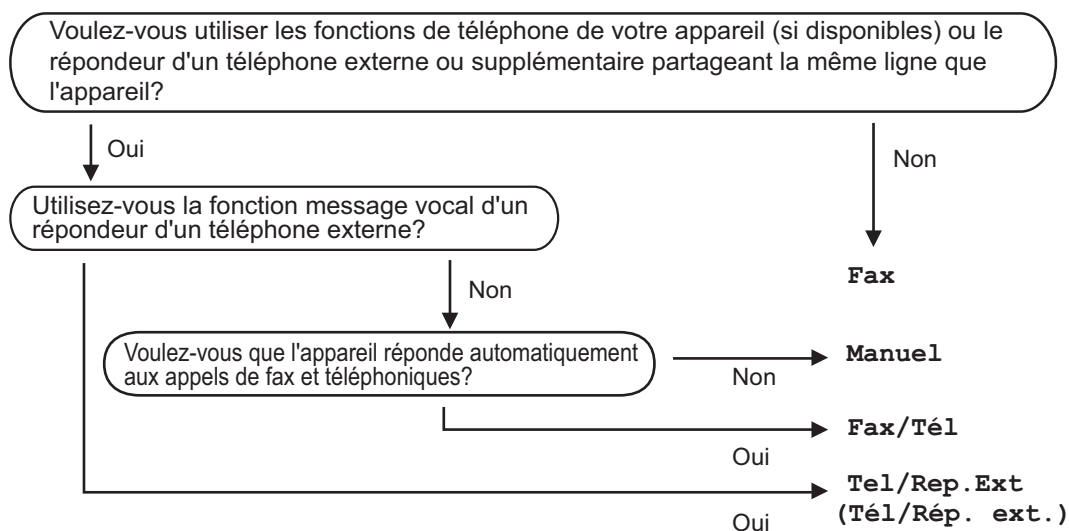 Voulez-vous utiliser les fonctions de téléphone de votre appareil (si disponibles) ou le
répondeur d'un téléphone externe ou supplémentaire partageant la même ligne que
l'appareil?
Oui
Non
Utilisez-vous la fonction message vocal d'un
répondeur d'un téléphone externe?
Fax
Non
Voulez-vous que l'appareil réponde automatiquement
aux appels de fax et téléphoniques?
Manuel
Non
Fax/Tél
Oui
Tel/Rep.Ext
(Tél/Rép. ext.)
Oui